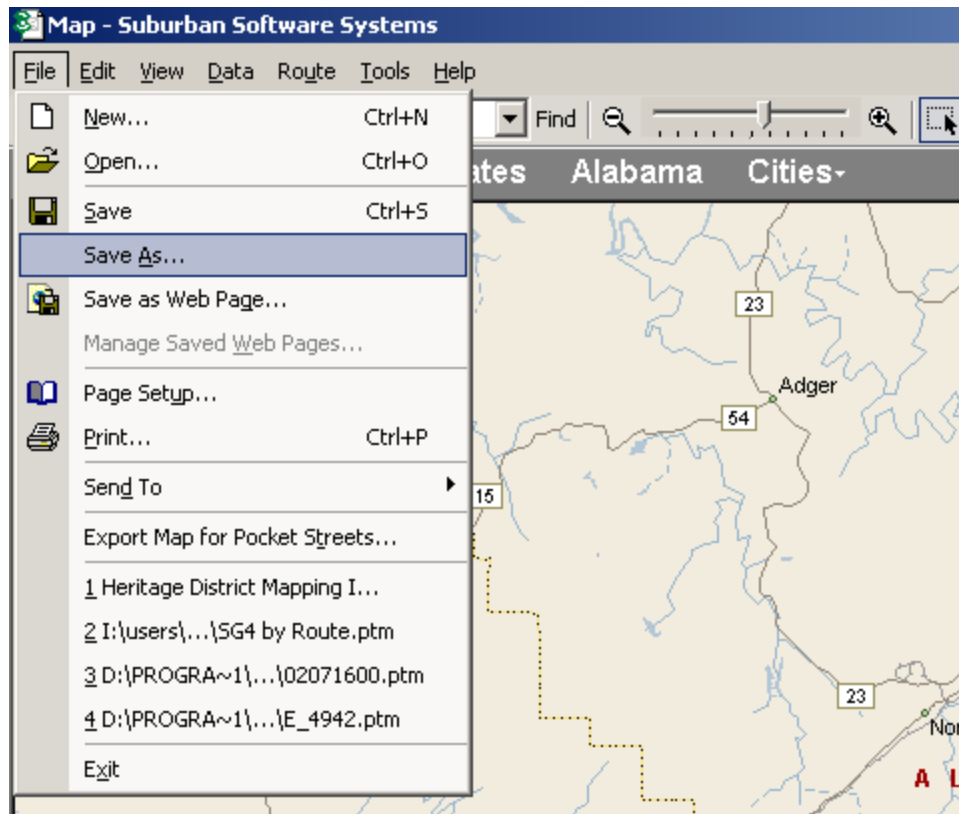 Map - Suburban Software Systems
File Edit View Data Route Tools Help
New... Ctrl+N
Find
Open... Ctrl+O
Alabama Cities
Save Ctrl+S
Save As...
Save as Web Page...
23
Manage Saved Web Pages...
Page Setup...
Adger
54
Print... Ctrl+P
Send To
15
Export Map for Pocket Streets...
1 Heritage District Mapping I...
2 I:\users\...\SG4 by Route.ptm
3 D:\PROGRA~1\...\02071600.ptm
23
4 D:\PROGRA~1\...\E_4942.ptm
Exit